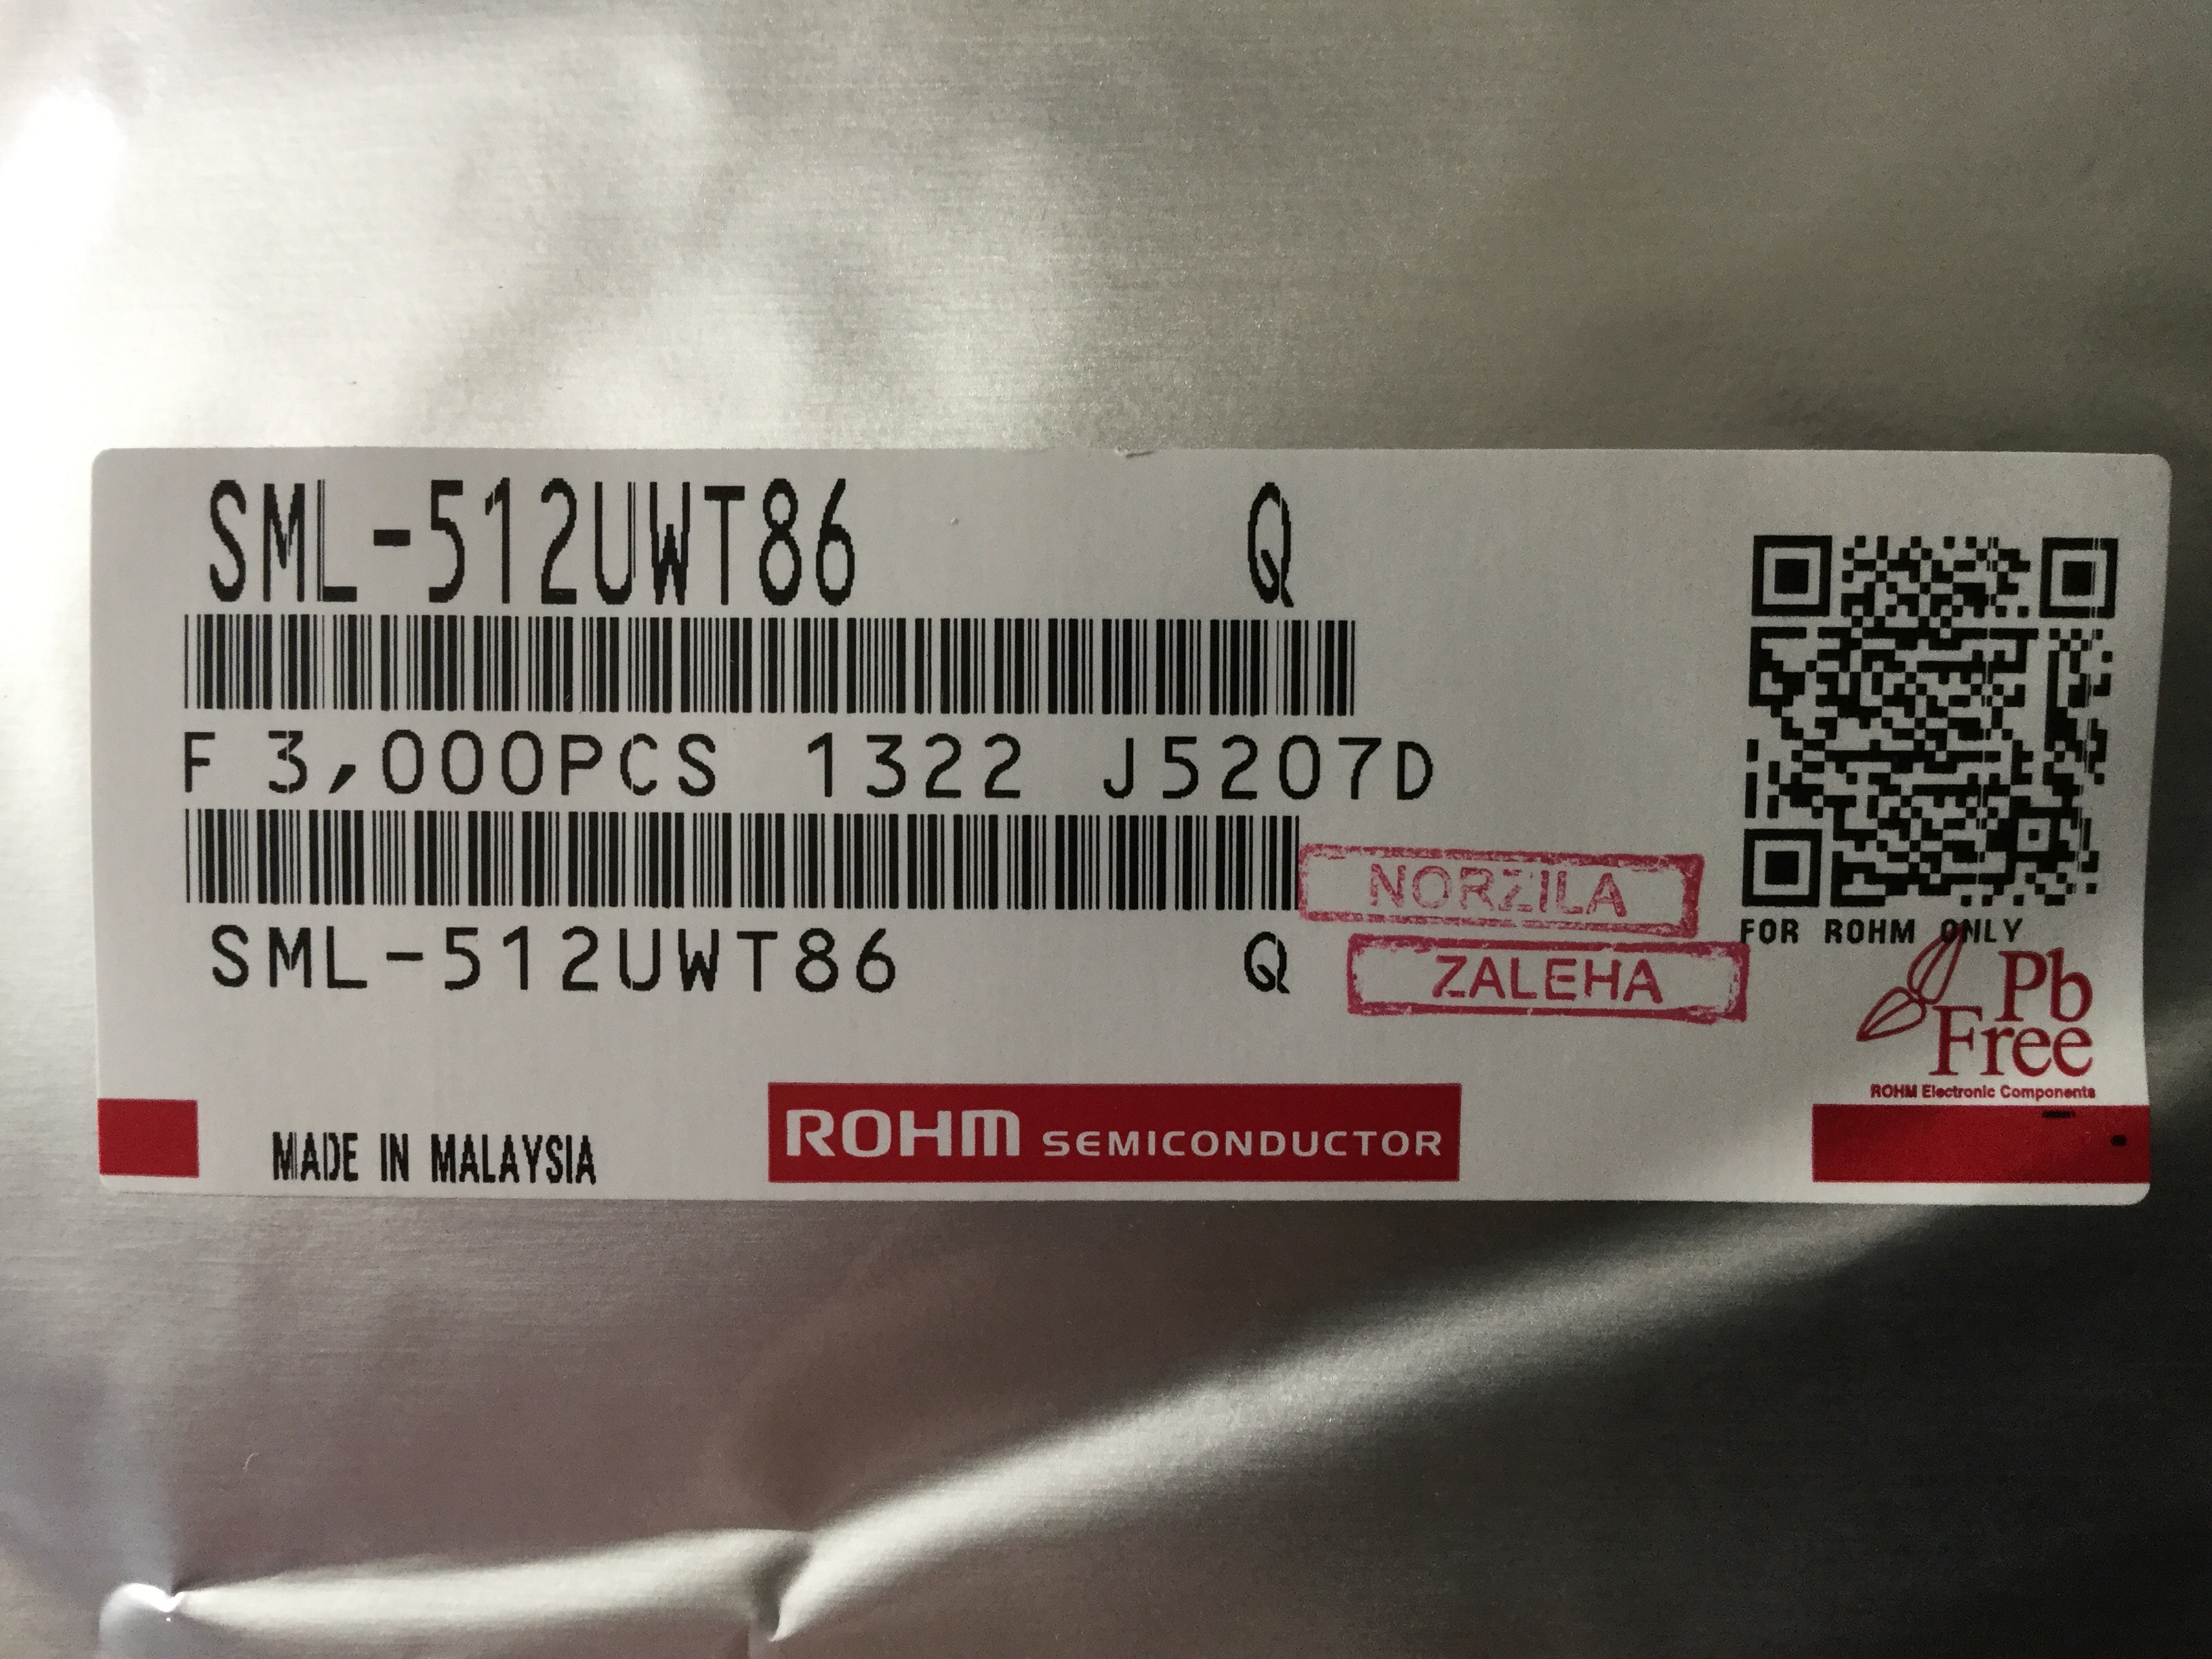 SML-512UWT86 Q
F 3,000PCS 1322 J5207D
NORZILA
SML-512UWT86 Q
ZALEHA
FOR ROHM ONLY
Pb
Free
ROHM Electronic Components
MADE IN MALAYSIA
ROHM SEMICONDUCTOR